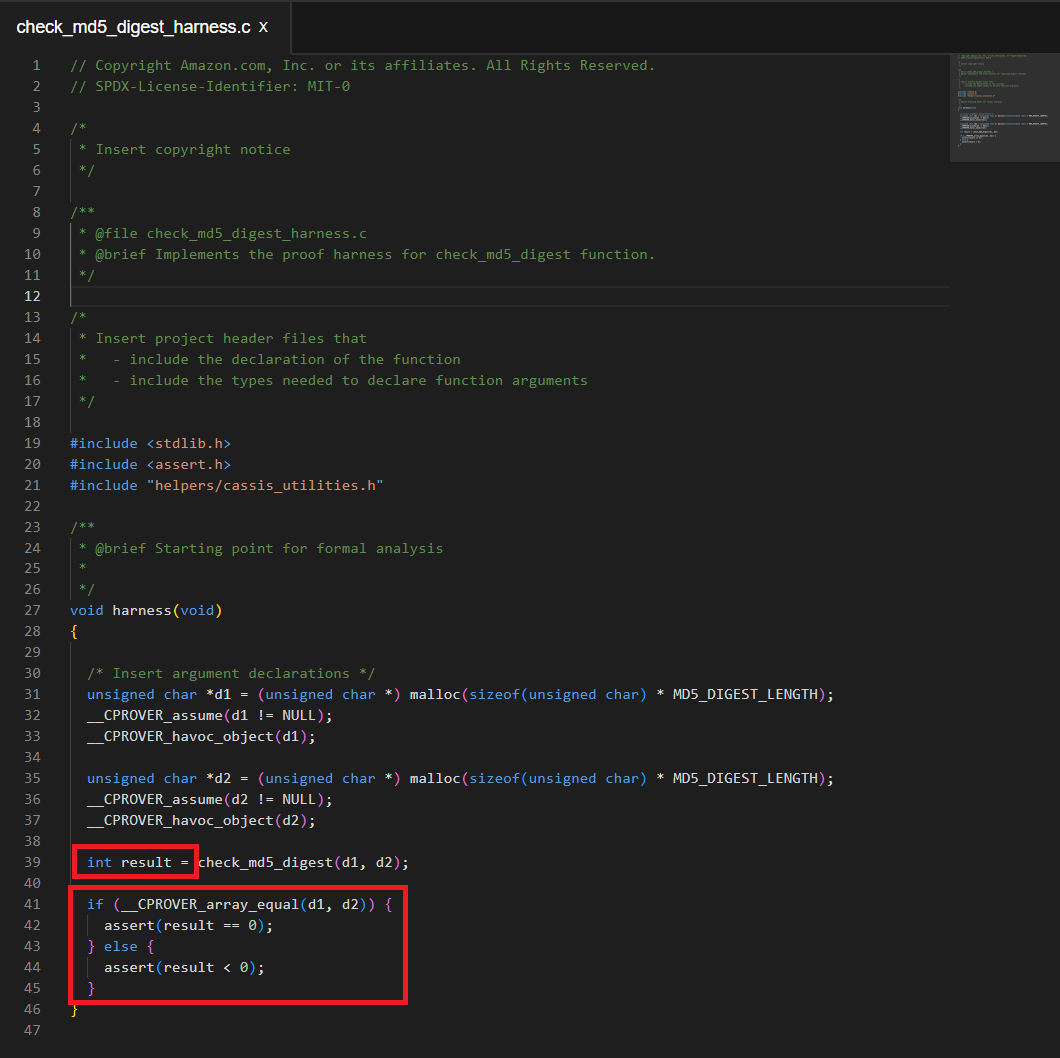 check_md5_digest_harness.c x
1 // Copyright Amazon.com, Inc. or its affiliates. All Rights Reserved.
2 // SPDX-License-Identifier: MIT-0
3
4 /*
5  * Insert copyright notice
6  */
7
8 /**
9  * @file check_md5_digest_harness.c
10  * @brief Implements the proof harness for check_md5_digest function.
11  */
12
13 /*
14  * Insert project header files that
15  *   - include the declaration of the function
16  *   - include the types needed to declare function arguments
17  */
18
19 #include <stdlib.h>
20 #include <assert.h>
21 #include "helpers/cassis_utilities.h"
22
23 /**
24  * @brief Starting point for formal analysis
25  *
26  */
27 void harness(void)
28 {
29
30   /* Insert argument declarations */
31   unsigned char *d1 = (unsigned char *) malloc(sizeof(unsigned char) * MD5_DIGEST_LENGTH);
32   __CPROVER_assume(d1 != NULL);
33   __CPROVER_havoc_object(d1);
34
35   unsigned char *d2 = (unsigned char *) malloc(sizeof(unsigned char) * MD5_DIGEST_LENGTH);
36   __CPROVER_assume(d2 != NULL);
37   __CPROVER_havoc_object(d2);
38
39   int result = check_md5_digest(d1, d2);
40
41   if (__CPROVER_array_equal(d1, d2)) {
42     assert(result == 0);
43   } else {
44     assert(result < 0);
45   }
46 }
47